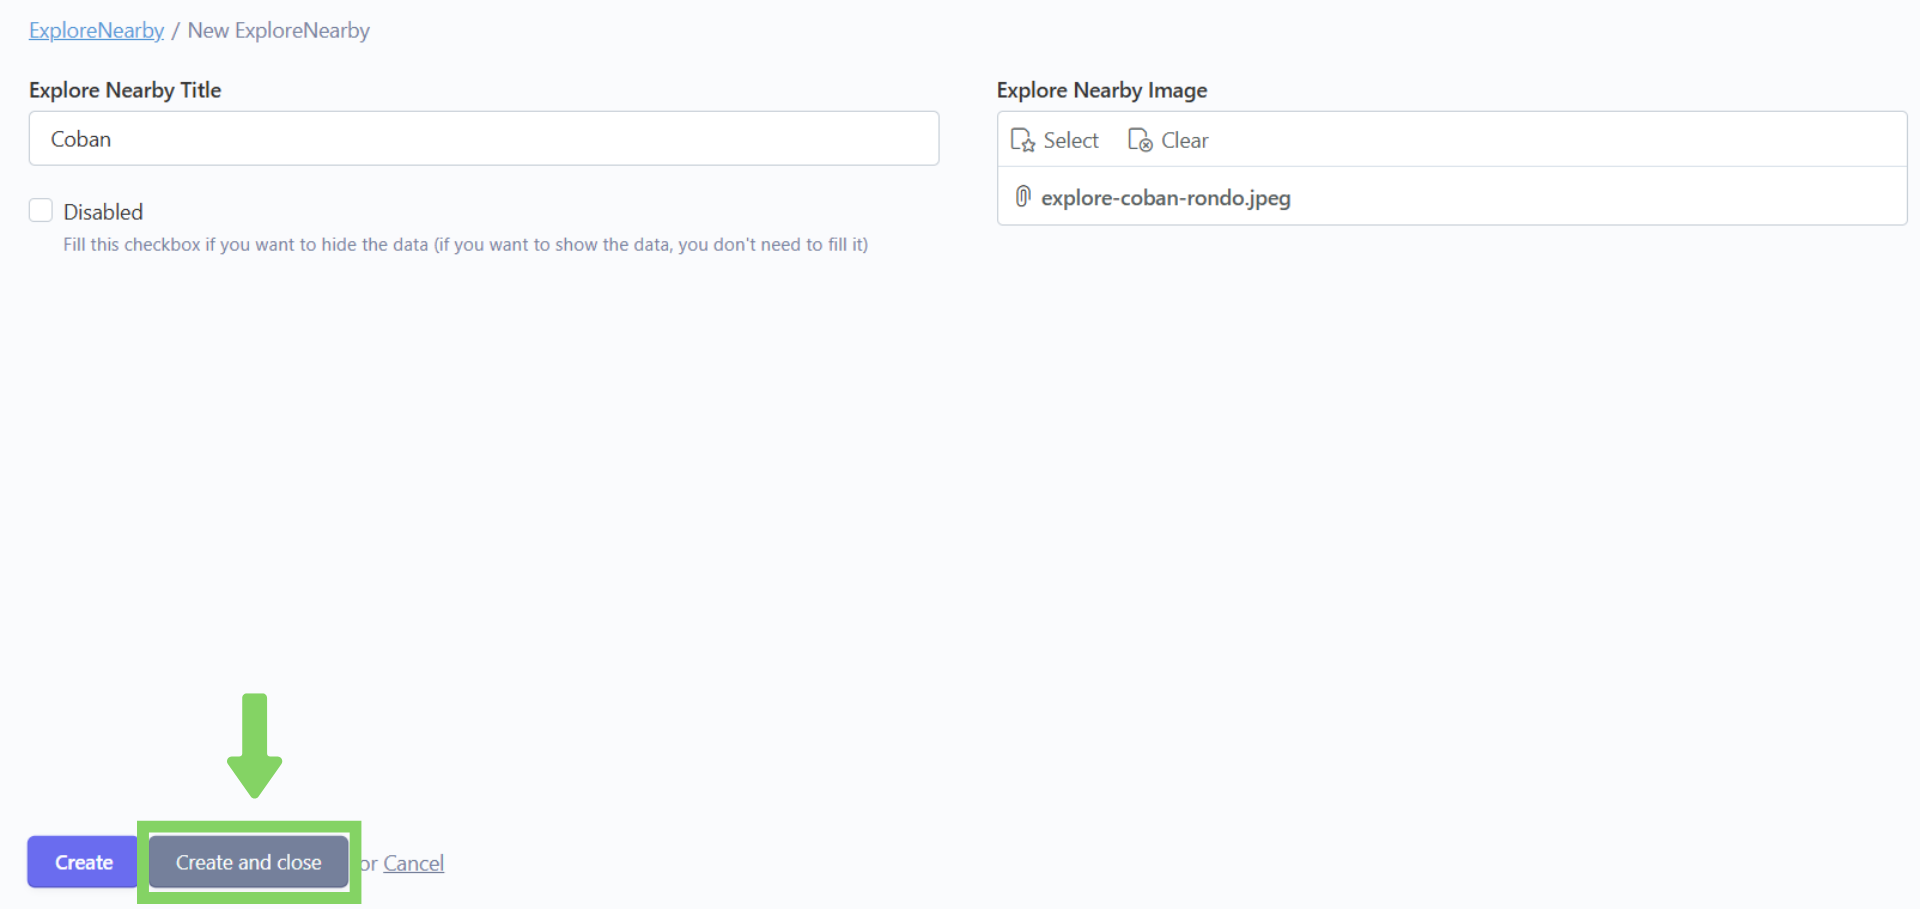 ExploreNearby / New ExploreNearby
Explore Nearby Title
Coban
Disabled
Fill this checkbox if you want to hide the data (if you want to show the data, you don't need to fill it)
Explore Nearby Image
Select Clear
explore-coban-rondo.jpeg
Create Create and close or Cancel